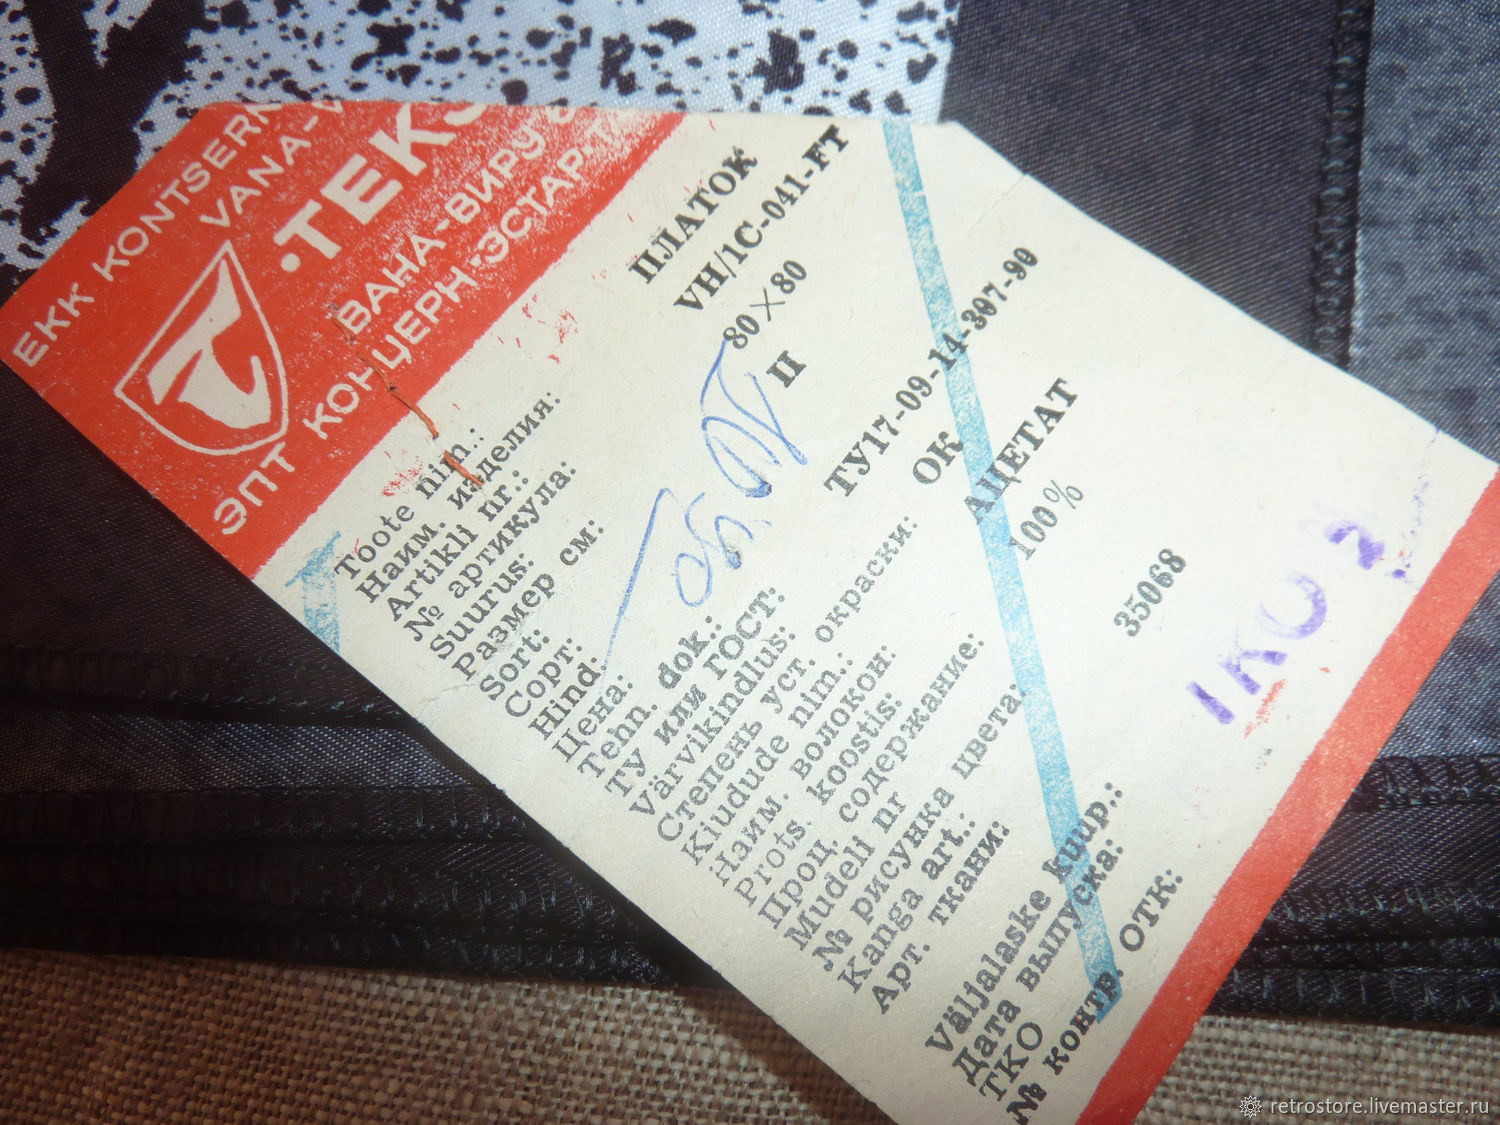 EKK KONTSERN
VANA-V
TEKS
ВАНА-ВИРУ
ЭПТ КОНЦЕРН·ЭСТАР·Т
Toote nim.:
Наим. изделия: ПЛАТОК
Artikli nr.:
№ артикула: VH/1C-041-FT
Suurus:
Размер см: 80×80
Sort:
Сорт: II
Hind.
Цена:
Tehn. dok.:
ТУ или ГОСТ: ТУ17-09-14-307-90
Värvikindlus:
Степень уст. окраски: ОК
Kiudude nim.:
Наим. волокон: АЦЕТАТ
Prots. koostis:
Проц. содержание: 100%
Mudeli nr
№ рисунка цвета:
Kanga art.:
Арт. ткани: 35068
Väljalaske kuup.:
Дата выпуска:
TKO
№ контр. ОТК:
retrostore.livemaster.ru